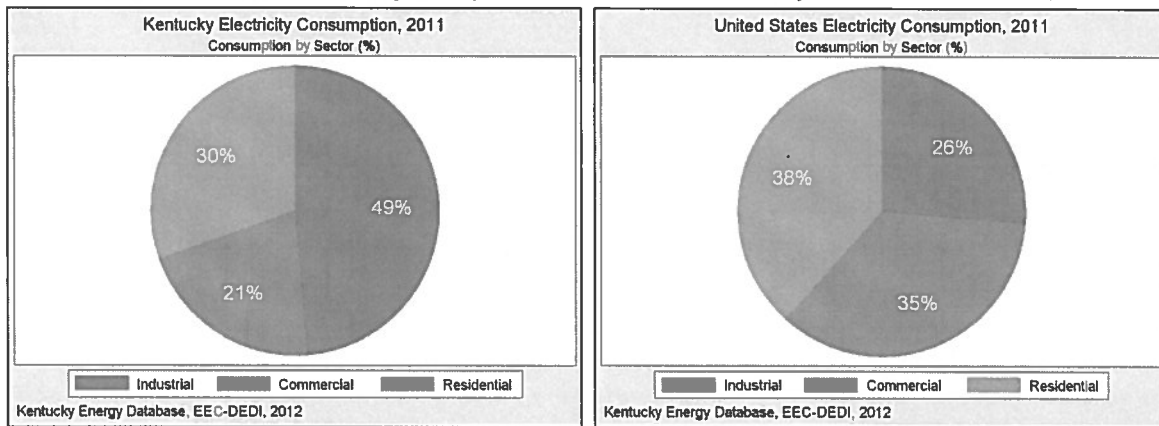 Kentucky Electricity Consumption, 2011
Consumption by Sector (%)
30%
49%
21%
Industrial Commercial Residential
Kentucky Energy Database, EEC-DEDI, 2012
United States Electricity Consumption, 2011
Consumption by Sector (%)
26%
38%
35%
Industrial Commercial Residential
Kentucky Energy Database, EEC-DEDI, 2012